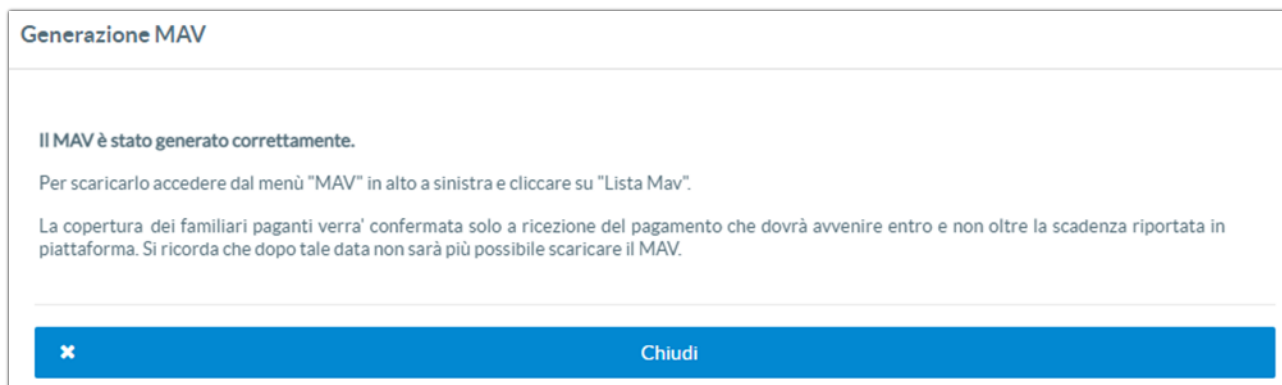 Generazione MAV
Il MAV è stato generato correttamente.
Per scaricarlo accedere dal menù "MAV" in alto a sinistra e cliccare su "Lista Mav".
La copertura dei familiari paganti verra' confermata solo a ricezione del pagamento che dovrà avvenire entro e non oltre la scadenza riportata in
piattaforma. Si ricorda che dopo tale data non sarà più possibile scaricare il MAV.
Chiudi